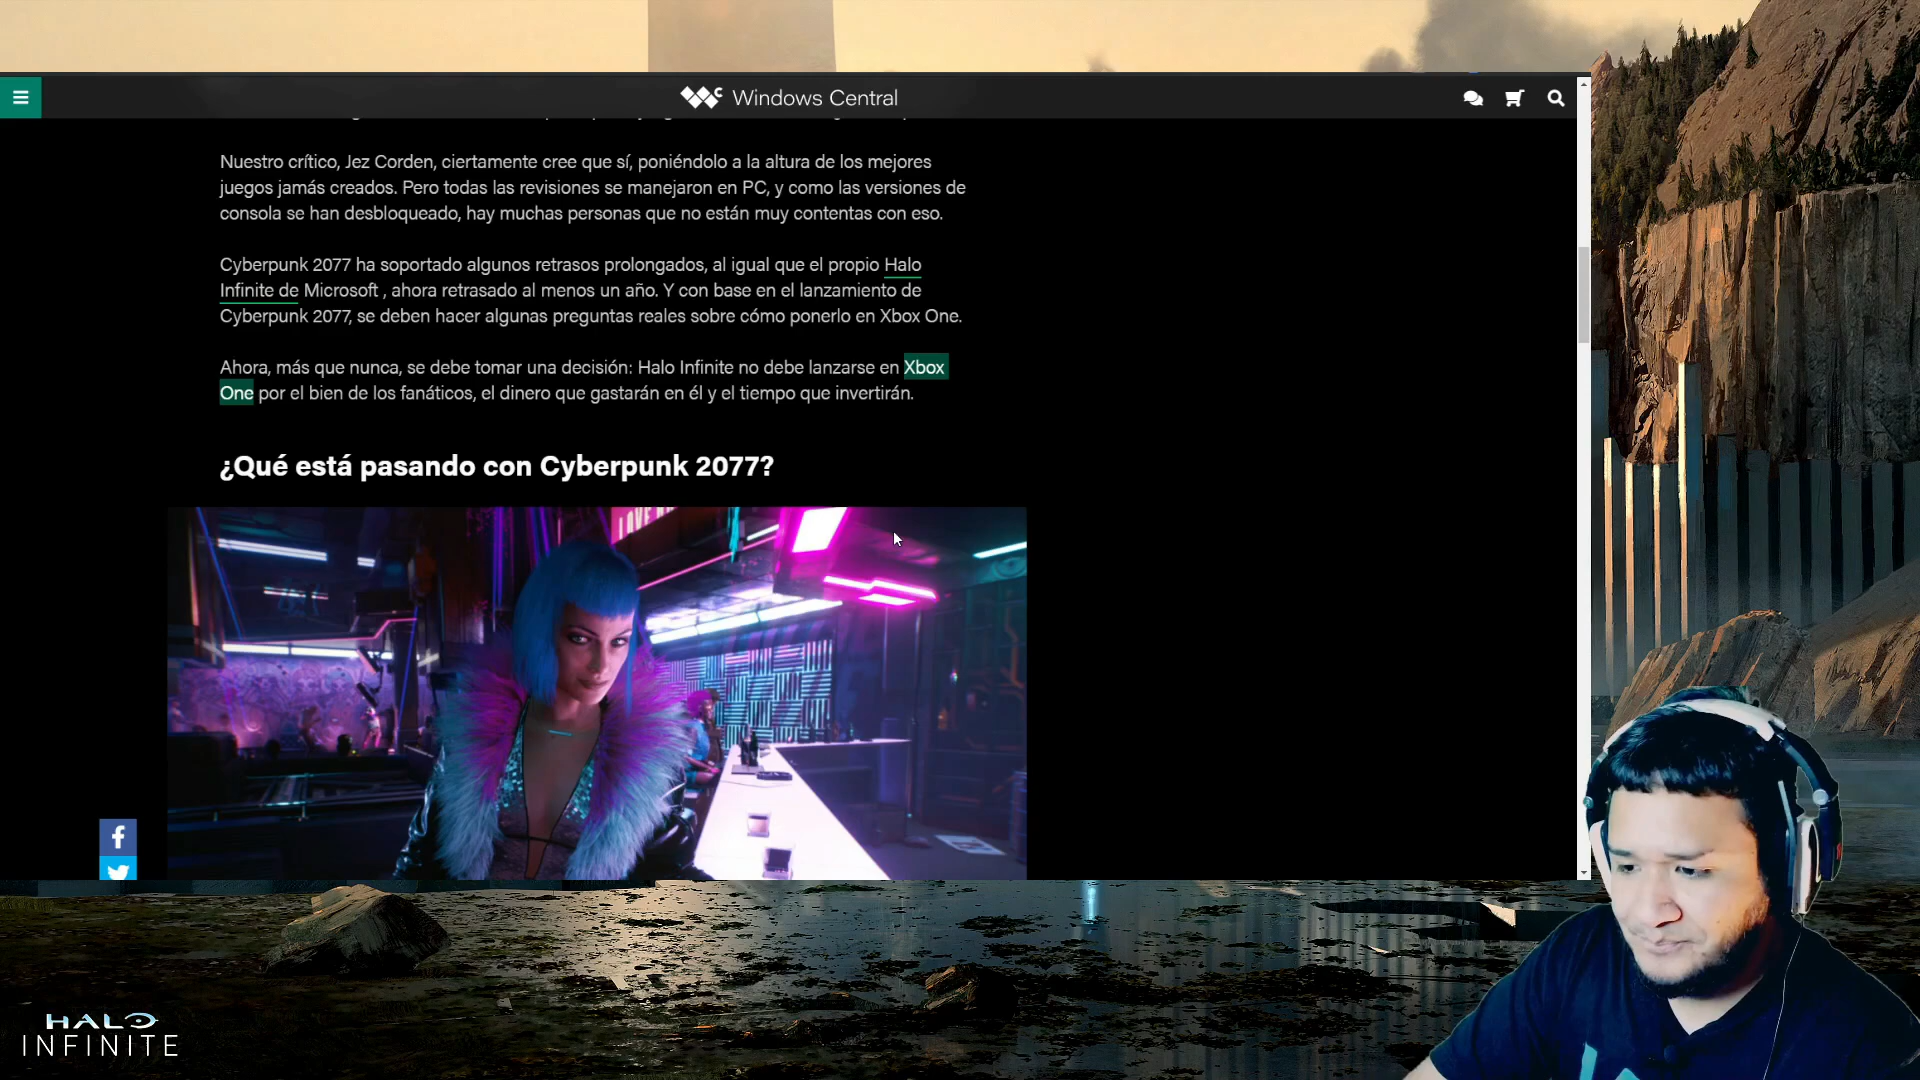 Windows Central
Nuestro crítico, Jez Corden, ciertamente cree que sí, poniéndolo a la altura de los mejores
juegos jamás creados. Pero todas las revisiones se manejaron en PC, y como las versiones de
consola se han desbloqueado, hay muchas personas que no están muy contentas con eso.
Cyberpunk 2077 ha soportado algunos retrasos prolongados, al igual que el propio Halo
Infinite de Microsoft , ahora retrasado al menos un año. Y con base en el lanzamiento de
Cyberpunk 2077, se deben hacer algunas preguntas reales sobre cómo ponerlo en Xbox One.
Ahora, más que nunca, se debe tomar una decisión: Halo Infinite no debe lanzarse en Xbox
One por el bien de los fanáticos, el dinero que gastarán en él y el tiempo que invertirán.
¿Qué está pasando con Cyberpunk 2077?
HALO
INFINITE